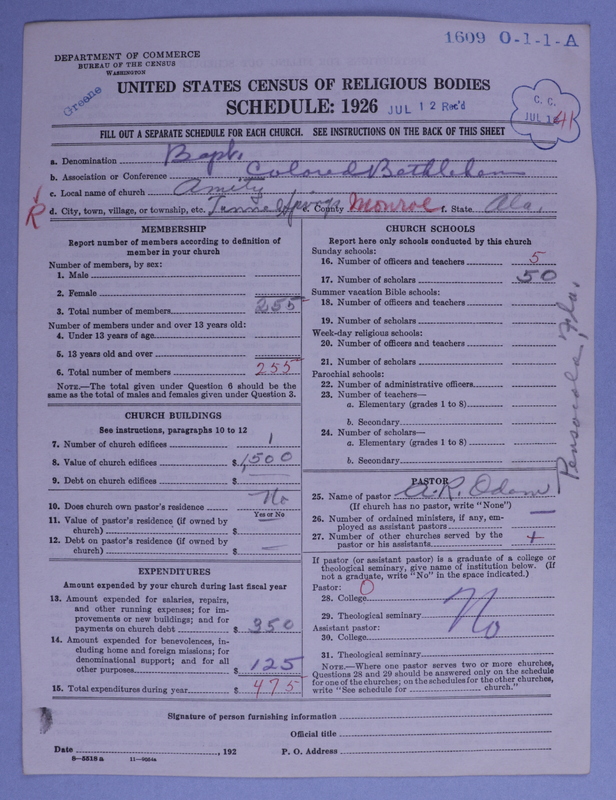 1609 O-1-1-A
DEPARTMENT OF COMMERCE
BUREAU OF THE CENSUS
WASHINGTON
Greene
UNITED STATES CENSUS OF RELIGIOUS BODIES
SCHEDULE: 1926 JUL 12 Rec'd
C. C.
JUL 1
FILL OUT A SEPARATE SCHEDULE FOR EACH CHURCH. SEE INSTRUCTIONS ON THE BACK OF THIS SHEET
a. Denomination Bapt.
b. Association or Conference Colored Bethlehem
c. Local name of church Amity
R d. City, town, village, or township, etc. Springs e. County Monroe f. State Ala.
MEMBERSHIP
Report number of members according to definition of
member in your church
Number of members, by sex:
1. Male
2. Female
3. Total number of members 255
Number of members under and over 13 years old:
4. Under 13 years of age
5. 13 years old and over
6. Total number of members 255
NOTE.—The total given under Question 6 should be the
same as the total of males and females given under Question 3.
CHURCH BUILDINGS
See instructions, paragraphs 10 to 12
7. Number of church edifices 1
8. Value of church edifices $1,500
9. Debt on church edifices $
10. Does church own pastor's residence No
Yes or No
11. Value of pastor's residence (if owned by
church) $
12. Debt on pastor's residence (if owned by
church) $
EXPENDITURES
Amount expended by your church during last fiscal year
13. Amount expended for salaries, repairs,
and other running expenses; for im-
provements or new buildings; and for
payments on church debt $ 350
14. Amount expended for benevolences, in-
cluding home and foreign missions; for
denominational support; and for all
other purposes $ 125
15. Total expenditures during year $ 475
CHURCH SCHOOLS
Report here only schools conducted by this church
Sunday schools:
16. Number of officers and teachers 5
17. Number of scholars 50
Summer vacation Bible schools:
18. Number of officers and teachers
19. Number of scholars
Week-day religious schools:
20. Number of officers and teachers
21. Number of scholars
Parochial schools:
22. Number of administrative officers
23. Number of teachers—
a. Elementary (grades 1 to 8)
b. Secondary
24. Number of scholars—
a. Elementary (grades 1 to 8)
b. Secondary
Pensacola, Fla.
PASTOR
25. Name of pastor A. R. Odom
(If church has no pastor, write "None")
26. Number of ordained ministers, if any, em-
ployed as assistant pastors —
27. Number of other churches served by the
pastor or his assistants
If pastor (or assistant pastor) is a graduate of a college or
theological seminary, give name of institution below. (If
not a graduate, write "No" in the space indicated.)
Pastor: O
28. College
29. Theological seminary No
Assistant pastor:
30. College
31. Theological seminary
NOTE.—Where one pastor serves two or more churches,
Questions 28 and 29 should be answered only on the schedule
for one of the churches; on the schedules for the other churches,
write "See schedule for church."
Signature of person furnishing information
Official title
Date , 192 P. O. Address
8—5518 a 11—9664a